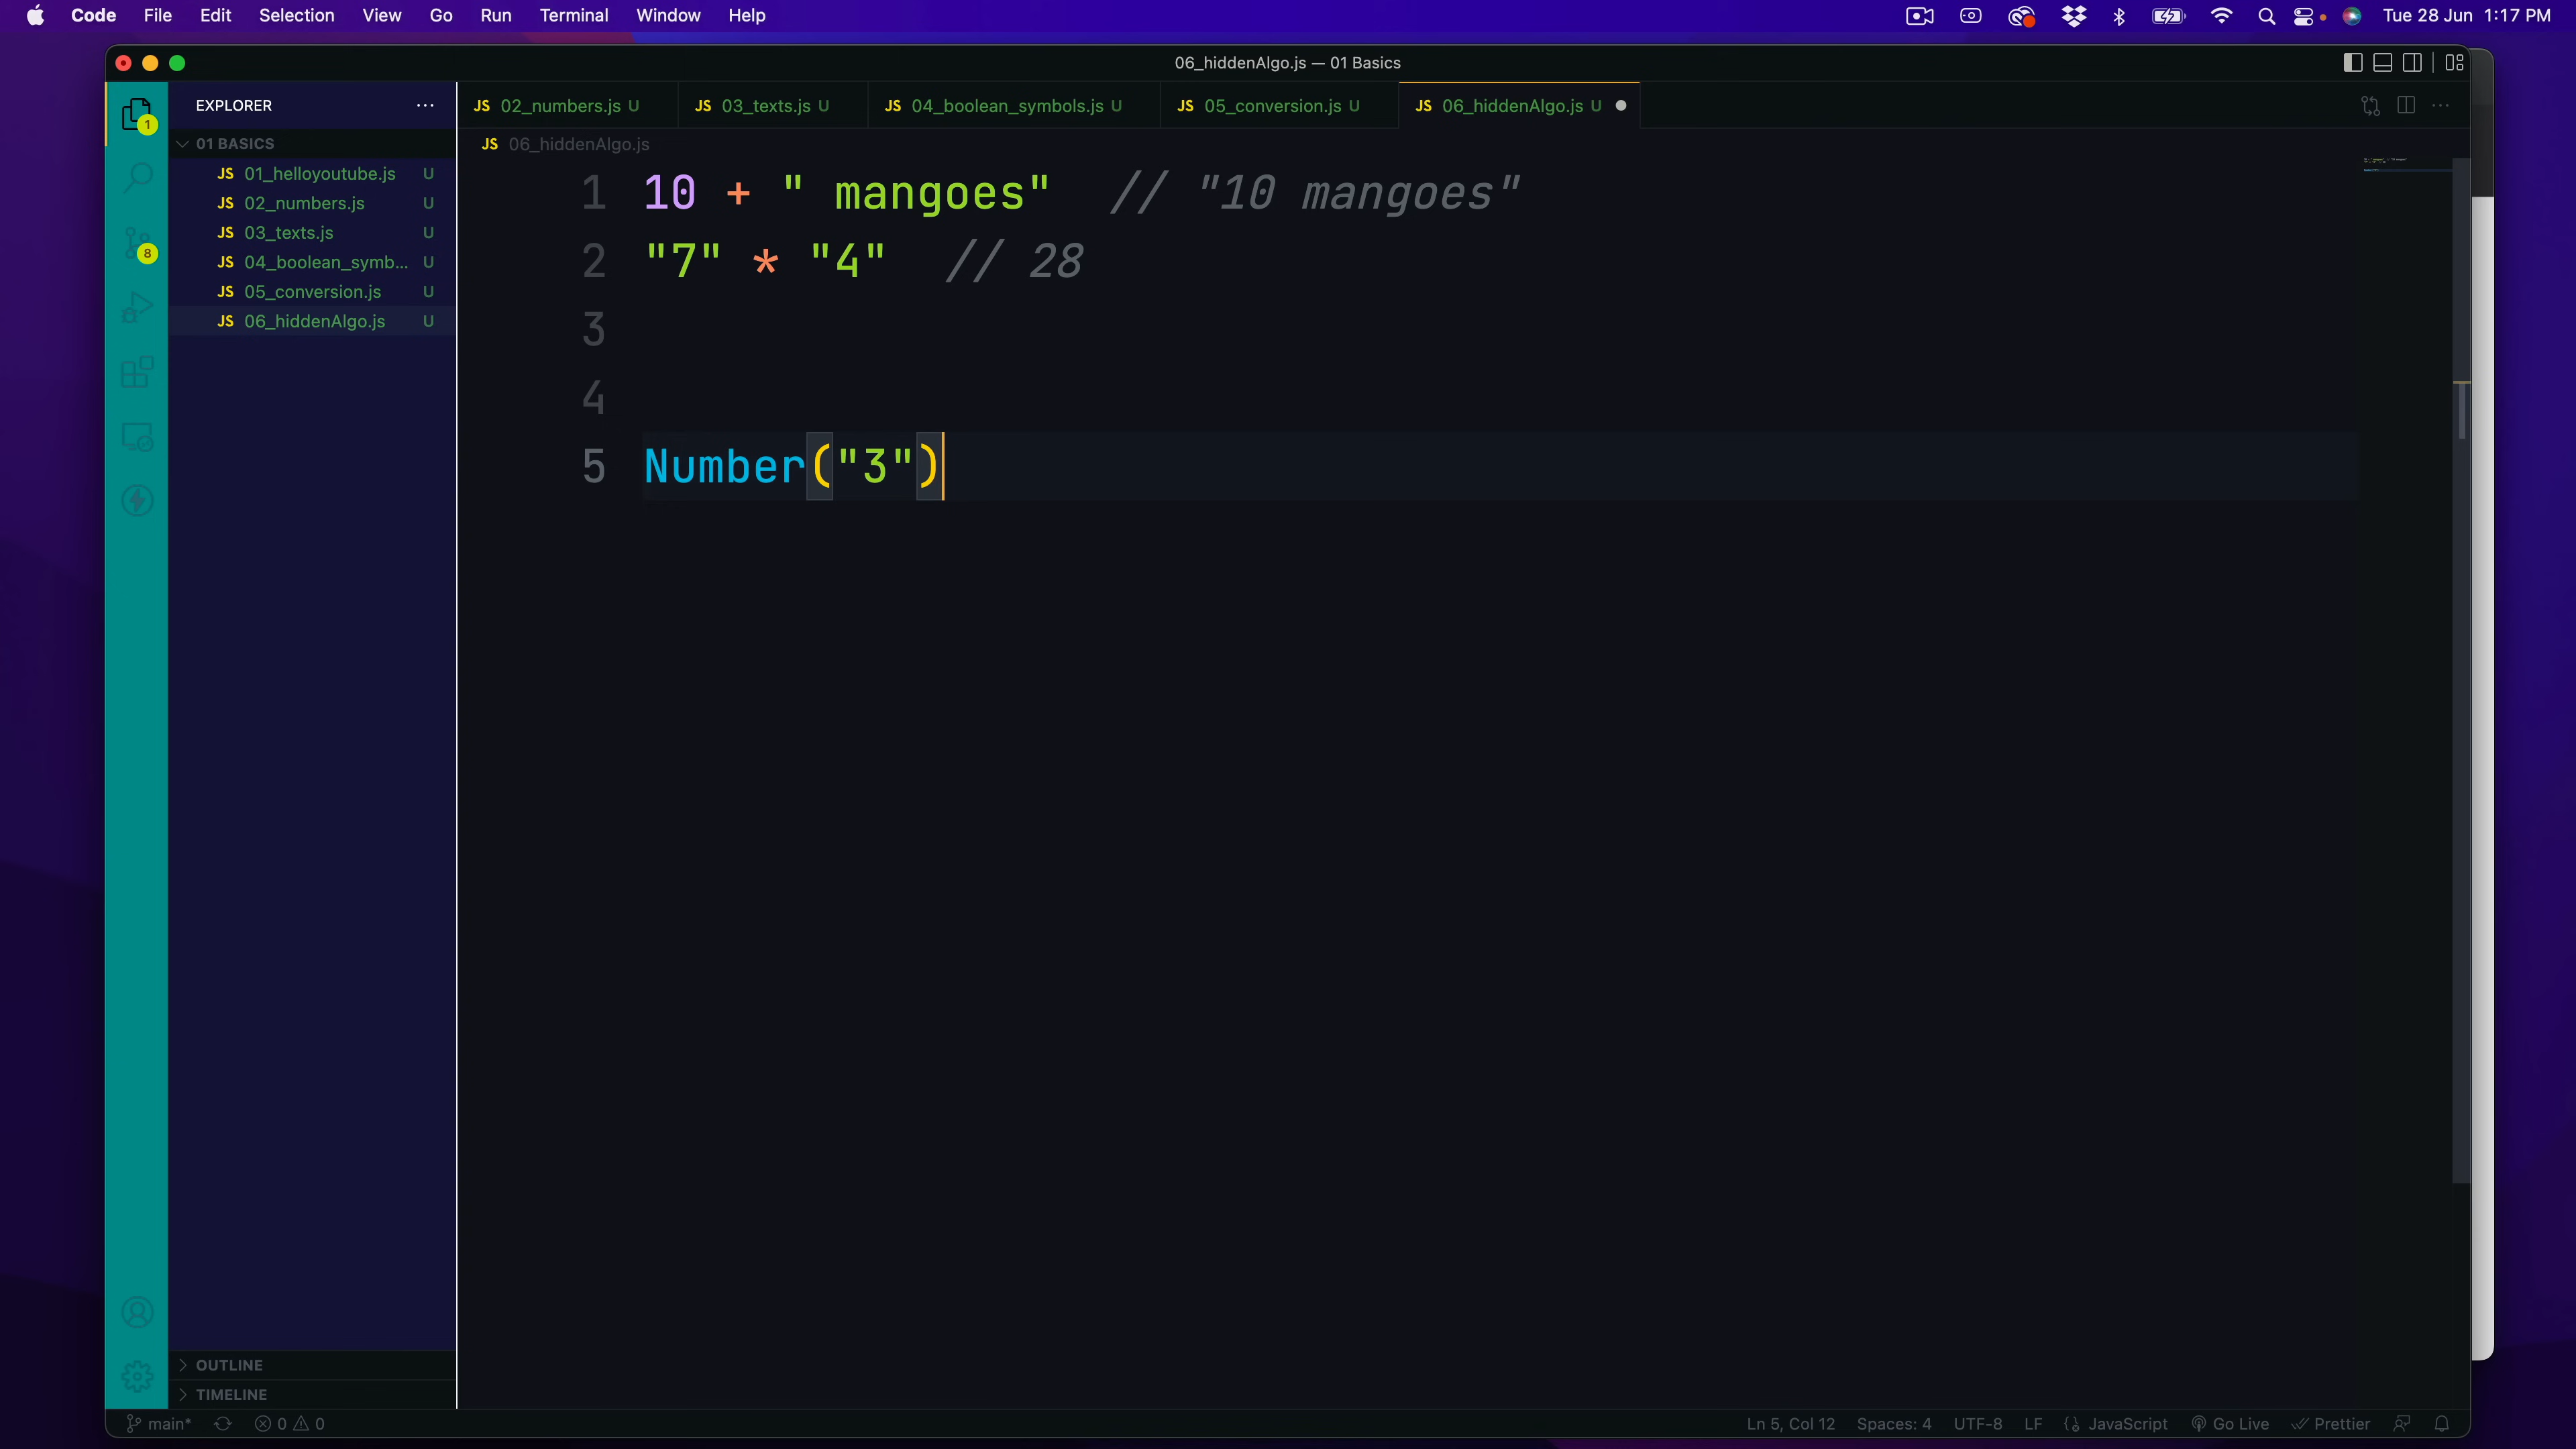 Code File Edit Selection View Go Run Terminal Window Help Tue 28 Jun 1:17 PM
06_hiddenAlgo.js — 01 Basics
EXPLORER
JS 02_numbers.js U JS 03_texts.js U JS 04_boolean_symbols.js U JS 05_conversion.js U JS 06_hiddenAlgo.js U
1
01 BASICS
JS 06_hiddenAlgo.js
JS 01_helloyoutube.js U
JS 02_numbers.js U
JS 03_texts.js U
8
JS 04_boolean_symb... U
JS 05_conversion.js U
JS 06_hiddenAlgo.js U
1 10 + " mangoes" // "10 mangoes"
2 "7" * "4" // 28
3
4
5 Number("3")
OUTLINE
TIMELINE
main* 0 0 Ln 5, Col 12 Spaces: 4 UTF-8 LF {} JavaScript Go Live Prettier